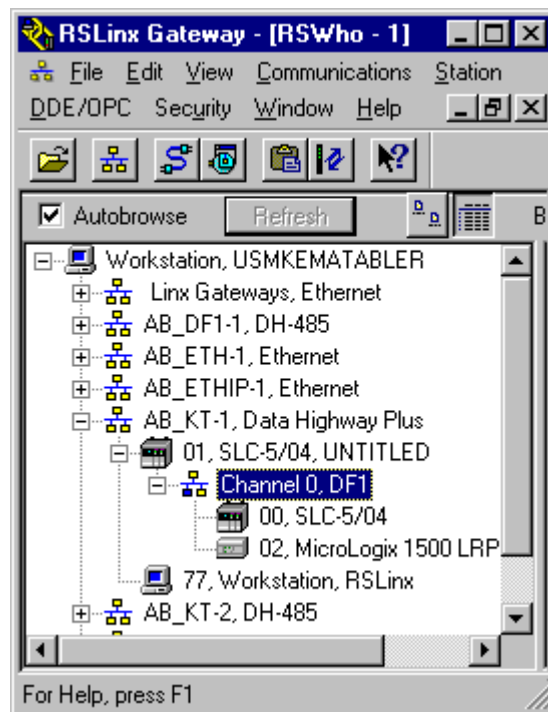 RSLinx Gateway - [RSWho - 1]
File Edit View Communications Station
DDE/OPC Security Window Help
Autobrowse Refresh B
Workstation, USMKEMATABLER
Linx Gateways, Ethernet
AB_DF1-1, DH-485
AB_ETH-1, Ethernet
AB_ETHIP-1, Ethernet
AB_KT-1, Data Highway Plus
01, SLC-5/04, UNTITLED
Channel 0, DF1
00, SLC-5/04
02, MicroLogix 1500 LRP
77, Workstation, RSLinx
AB_KT-2, DH-485
For Help, press F1